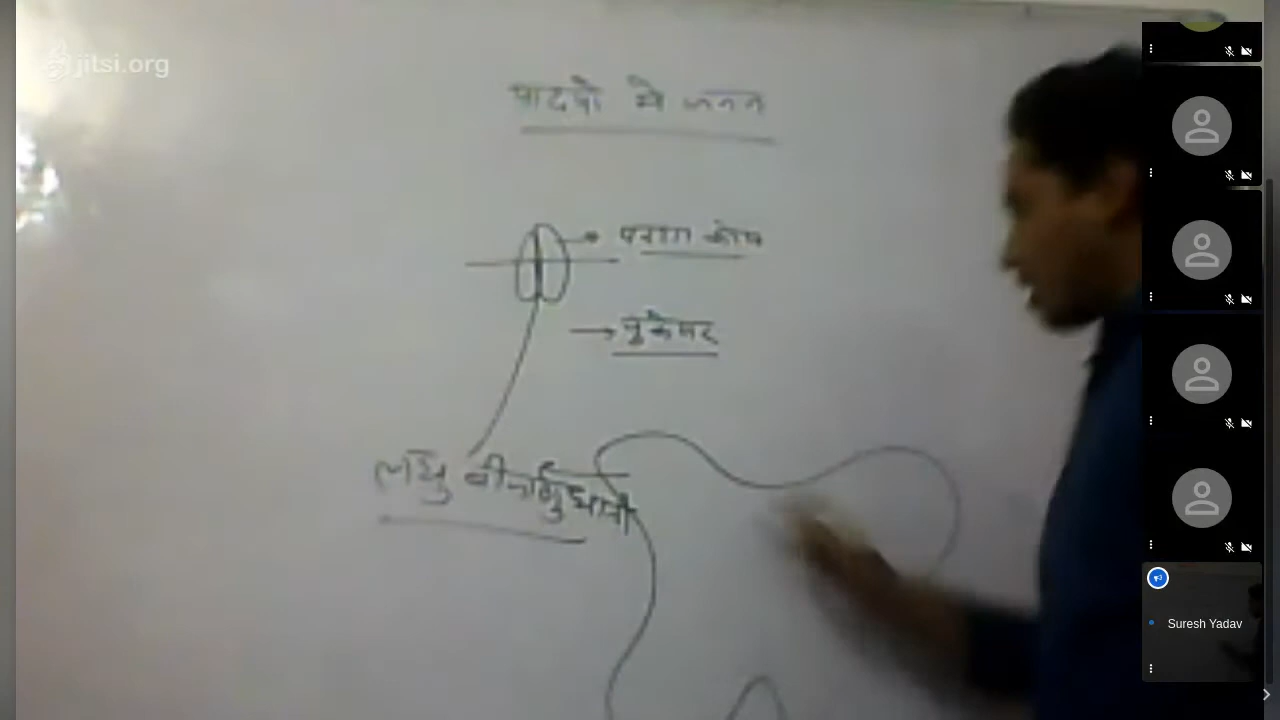 jitsi.org
पादपो मे जनन
पराग कोष
पुकेसर
लघु बीजाणुधानी
Suresh Yadav